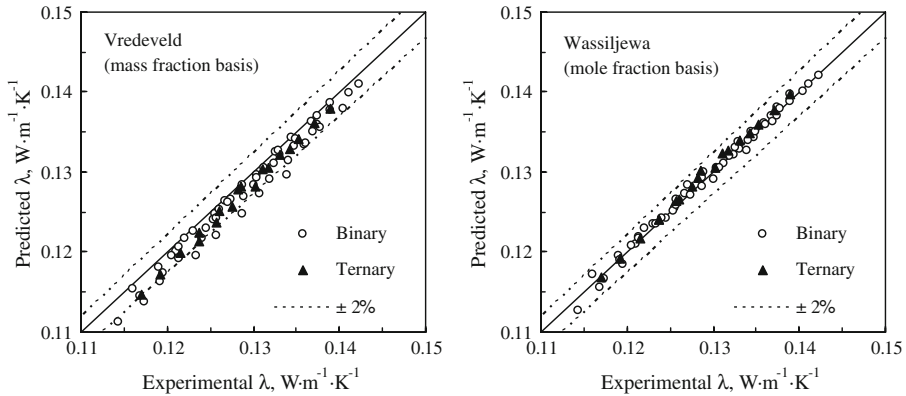 0.15
0.14
0.13
0.12
0.11
Predicted λ, W·m⁻¹·K⁻¹
Vredeveld
(mass fraction basis)
Binary
Ternary
± 2%
0.11 0.12 0.13 0.14 0.15
Experimental λ, W·m⁻¹·K⁻¹
0.15
0.14
0.13
0.12
0.11
Predicted λ, W·m⁻¹·K⁻¹
Wassiljewa
(mole fraction basis)
Binary
Ternary
± 2%
0.11 0.12 0.13 0.14 0.15
Experimental λ, W·m⁻¹·K⁻¹